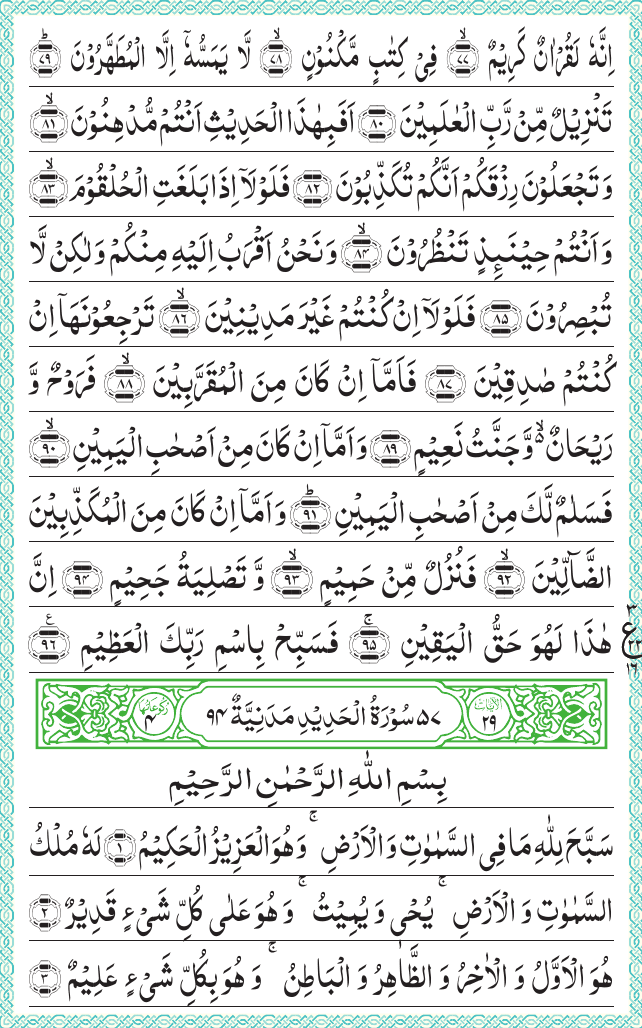 اِنَّهٗ لَقُرْاٰنٌ كَرِيْمٌ ﴿ۙ۷۷﴾ فِيْ كِتٰبٍ مَّكْنُوْنٍ ﴿ۙ۷۸﴾ لَّا يَمَسُّهٗۤ اِلَّا الْمُطَهَّرُوْنَ ﴿ؕ۷۹﴾
تَنْزِيْلٌ مِّنْ رَّبِّ الْعٰلَمِيْنَ ﴿۸۰﴾ اَفَبِهٰذَا الْحَدِيْثِ اَنْتُمْ مُّدْهِنُوْنَ ﴿ۙ۸۱﴾
وَ تَجْعَلُوْنَ رِزْقَكُمْ اَنَّكُمْ تُكَذِّبُوْنَ ﴿۸۲﴾ فَلَوْلَاۤ اِذَا بَلَغَتِ الْحُلْقُوْمَ ﴿ۙ۸۳﴾
وَ اَنْتُمْ حِيْنَئِذٍ تَنْظُرُوْنَ ﴿ۙ۸۴﴾ وَ نَحْنُ اَقْرَبُ اِلَيْهِ مِنْكُمْ وَلٰكِنْ لَّا
تُبْصِرُوْنَ ﴿۸۵﴾ فَلَوْلَاۤ اِنْ كُنْتُمْ غَيْرَ مَدِيْنِيْنَ ﴿ۙ۸۶﴾ تَرْجِعُوْنَهَاۤ اِنْ
كُنْتُمْ صٰدِقِيْنَ ﴿۸۷﴾ فَاَمَّاۤ اِنْ كَانَ مِنَ الْمُقَرَّبِيْنَ ﴿ۙ۸۸﴾ فَرَوْحٌ وَّ
رَيْحَانٌ ۬ۙ وَّ جَنَّتُ نَعِيْمٍ ﴿۸۹﴾ وَ اَمَّاۤ اِنْ كَانَ مِنْ اَصْحٰبِ الْيَمِيْنِ ﴿ۙ۹۰﴾
فَسَلٰمٌ لَّكَ مِنْ اَصْحٰبِ الْيَمِيْنِ ﴿ؕ۹۱﴾ وَ اَمَّاۤ اِنْ كَانَ مِنَ الْمُكَذِّبِيْنَ
الضَّآلِّيْنَ ﴿ۙ۹۲﴾ فَنُزُلٌ مِّنْ حَمِيْمٍ ﴿ۙ۹۳﴾ وَّ تَصْلِيَةُ جَحِيْمٍ ﴿۹۴﴾ اِنَّ
هٰذَا لَهُوَ حَقُّ الْيَقِيْنِ ﴿ۚ۹۵﴾ فَسَبِّحْ بِاسْمِ رَبِّكَ الْعَظِيْمِ ﴿۹۶﴾ ع
۳ ع ۲۲ ۱۶
الآيات ۲۹ ۵۷ سُوْرَةُ الْحَدِيْدِ مَدَنِيَّةٌ ۹۴ ركوعاتها ۴
بِسْمِ اللّٰهِ الرَّحْمٰنِ الرَّحِيْمِ
سَبَّحَ لِلّٰهِ مَا فِي السَّمٰوٰتِ وَ الْاَرْضِ ۚ وَ هُوَ الْعَزِيْزُ الْحَكِيْمُ ﴿۱﴾ لَهٗ مُلْكُ
السَّمٰوٰتِ وَ الْاَرْضِ ۚ يُحْيٖ وَ يُمِيْتُ ۚ وَ هُوَ عَلٰى كُلِّ شَيْءٍ قَدِيْرٌ ﴿۲﴾
هُوَ الْاَوَّلُ وَ الْاٰخِرُ وَ الظَّاهِرُ وَ الْبَاطِنُ ۚ وَ هُوَ بِكُلِّ شَيْءٍ عَلِيْمٌ ﴿۳﴾